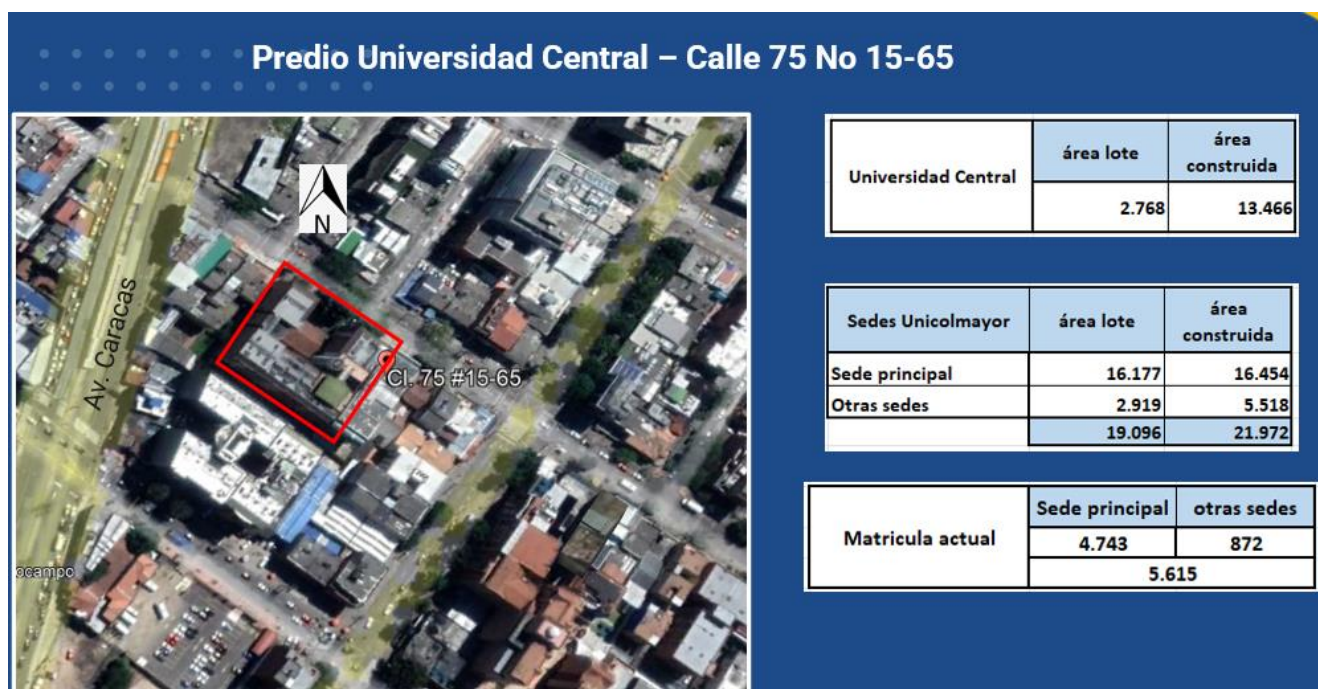 Predio Universidad Central – Calle 75 No 15-65
N
Av. Caracas
Cl. 75 #15-65
ocampo
Universidad Central
área lote
área construida
2.768
13.466
Sedes Unicolmayor
área lote
área construida
Sede principal
16.177
16.454
Otras sedes
2.919
5.518
19.096
21.972
Matricula actual
Sede principal
otras sedes
4.743
872
5.615